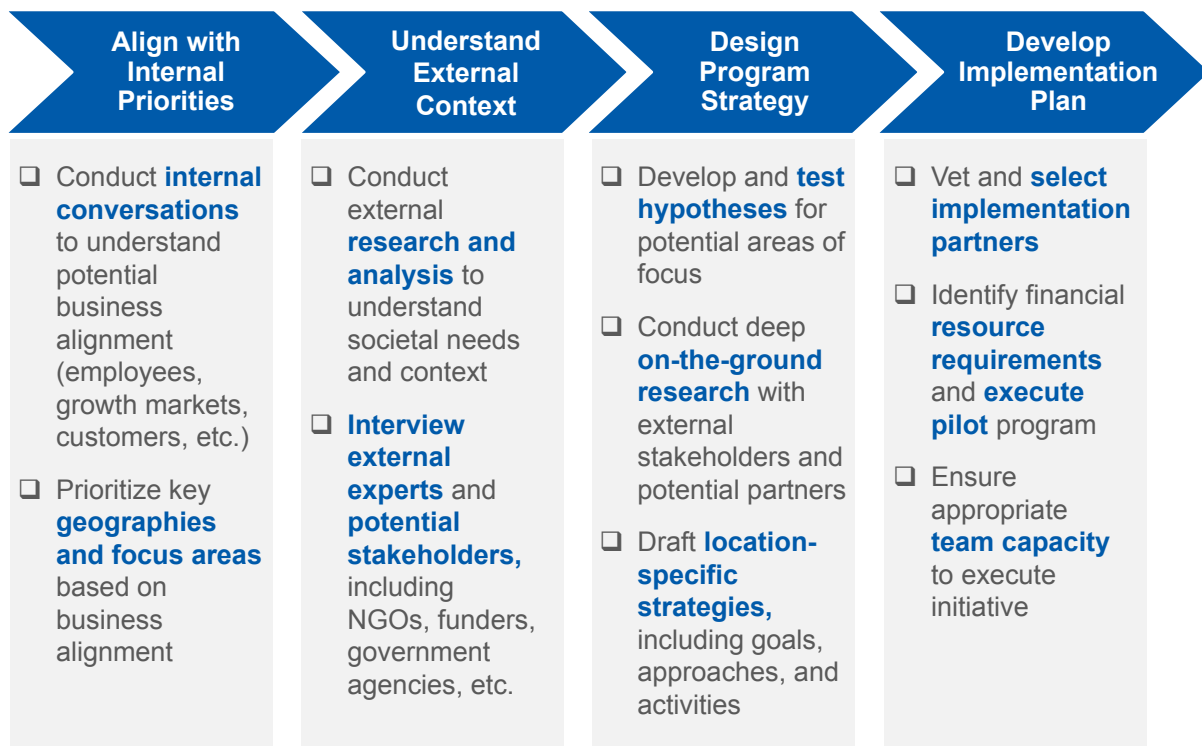 Align with
Internal
Priorities
Understand
External
Context
Design
Program
Strategy
Develop
Implementation
Plan
❑ Conduct internal
conversations
to understand
potential
business
alignment
(employees,
growth markets,
customers, etc.)
❑ Prioritize key
geographies
and focus areas
based on
business
alignment
❑ Conduct
external
research and
analysis to
understand
societal needs
and context
❑ Interview
external
experts and
potential
stakeholders,
including
NGOs, funders,
government
agencies, etc.
❑ Develop and test
hypotheses for
potential areas of
focus
❑ Conduct deep
on-the-ground
research with
external
stakeholders and
potential partners
❑ Draft location-
specific
strategies,
including goals,
approaches, and
activities
❑ Vet and select
implementation
partners
❑ Identify financial
resource
requirements
and execute
pilot program
❑ Ensure
appropriate
team capacity
to execute
initiative